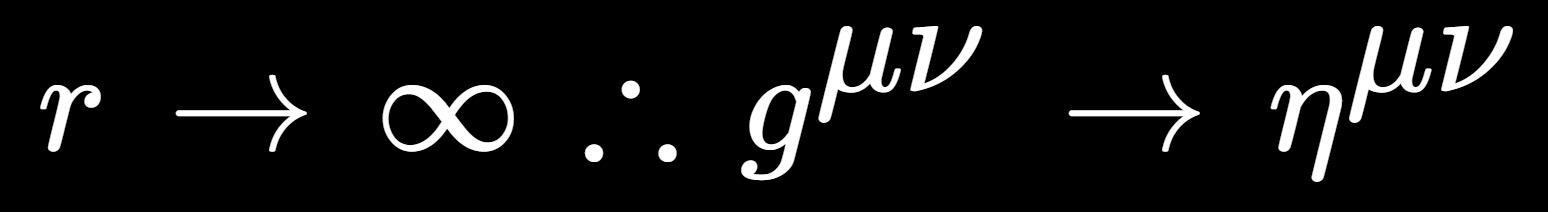 r → ∞ ∴ g^{μν} → η^{μν}